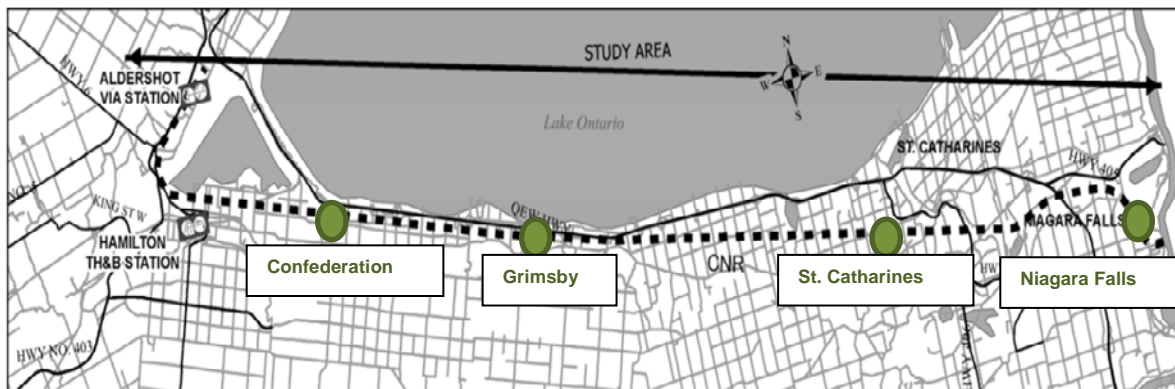 STUDY AREA
N
W E
S
HWY 6
ALDERSHOT
VIA STATION
Lake Ontario
ST. CATHARINES
HWY 405
KING ST W
HAMILTON
TH&B STATION
QEW
NIAGARA FALLS
CNR
Confederation
Grimsby
St. Catharines
Niagara Falls
HWY NO. 403